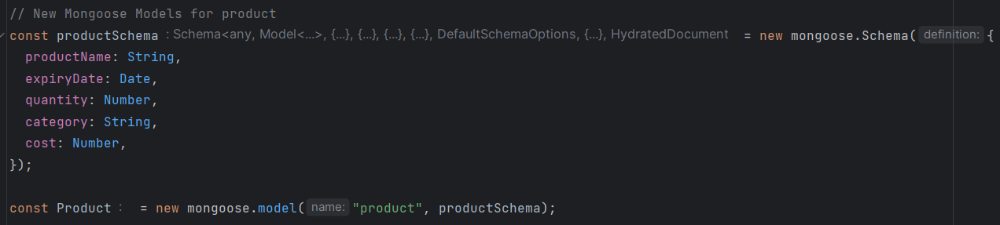 // New Mongoose Models for product
const productSchema : Schema<any, Model<...>, {...}, {...}, {...}, {...}, DefaultSchemaOptions, {...}, HydratedDocument = new mongoose.Schema( definition: {
productName: String,
expiryDate: Date,
quantity: Number,
category: String,
cost: Number,
});
const Product : = new mongoose.model( name: "product", productSchema);